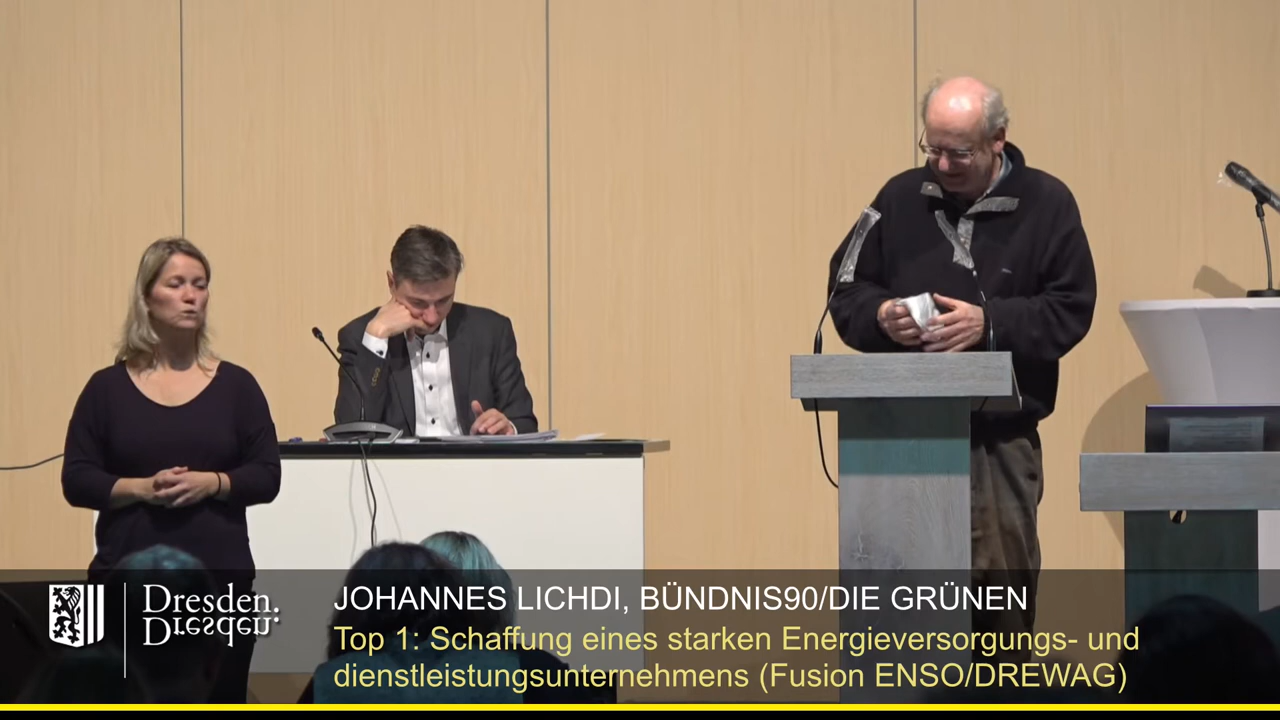 Dresden.
JOHANNES LICHDI, BÜNDNIS90/DIE GRÜNEN
Top 1: Schaffung eines starken Energieversorgungs- und
dienstleistungsunternehmens (Fusion ENSO/DREWAG)